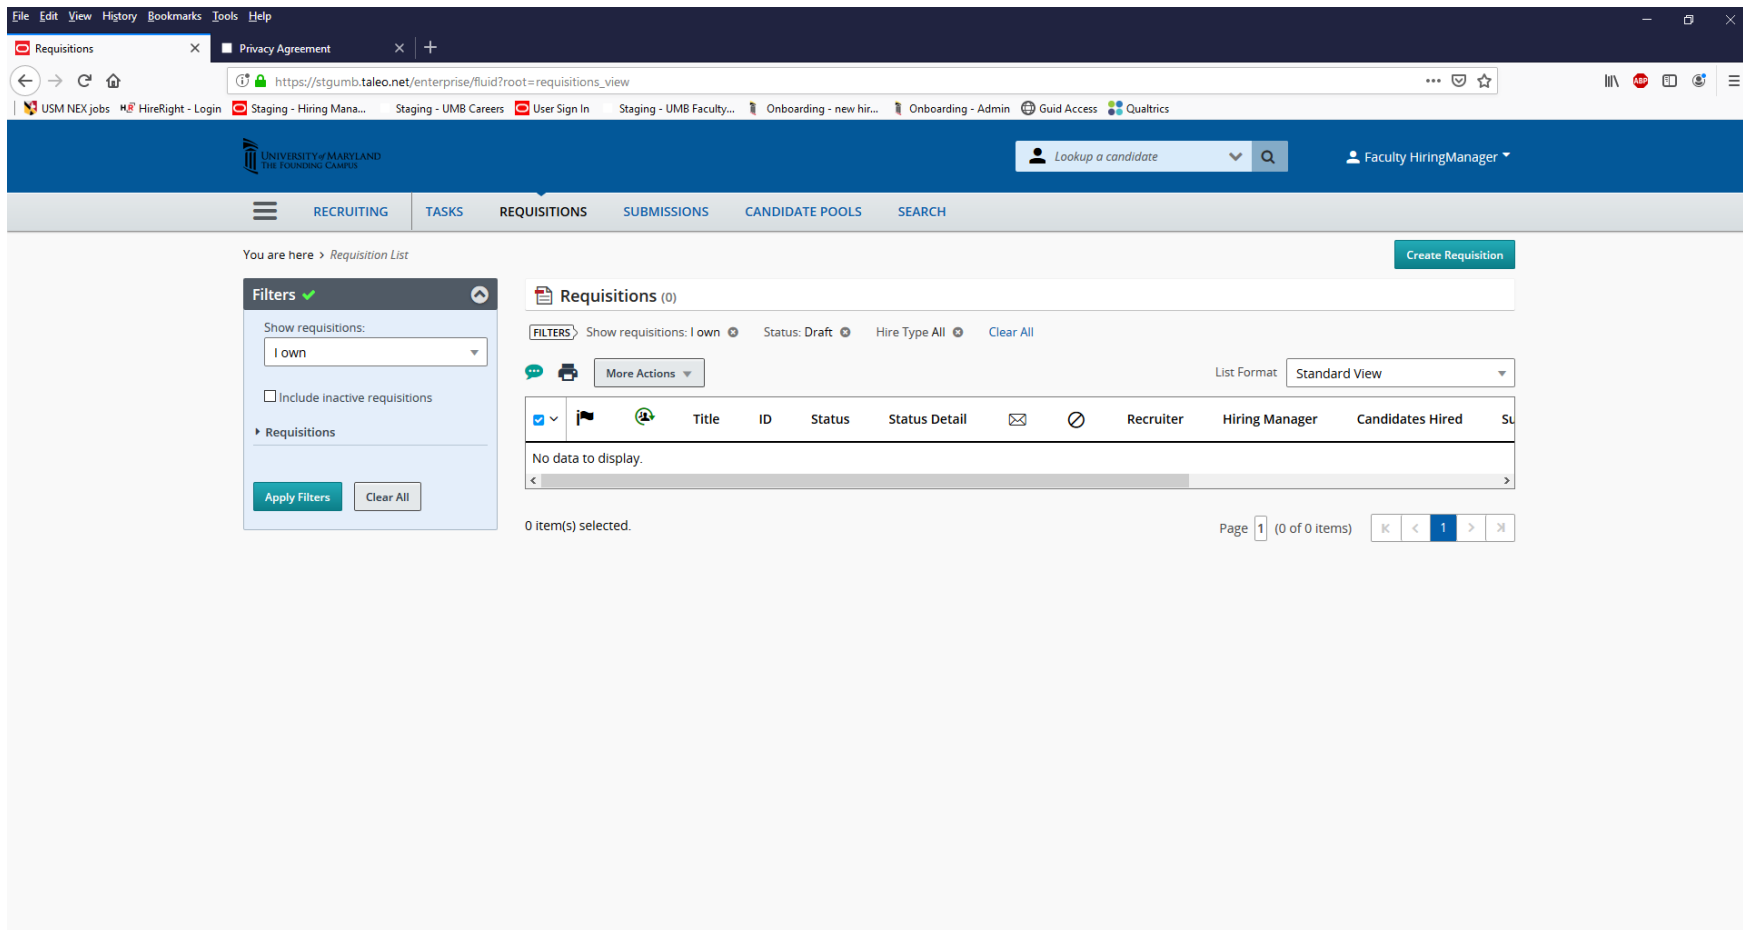 File Edit View History Bookmarks Tools Help
Requisitions
Privacy Agreement
https://stgumb.taleo.net/enterprise/fluid?root=requisitions_view
ABP
USM NEX jobs HR HireRight - Login Staging - Hiring Mana... Staging - UMB Careers User Sign In Staging - UMB Faculty... Onboarding - new hir... Onboarding - Admin Guid Access Qualtrics
UNIVERSITY of MARYLAND
THE FOUNDING CAMPUS
Lookup a candidate
Faculty HiringManager
RECRUITING TASKS REQUISITIONS SUBMISSIONS CANDIDATE POOLS SEARCH
You are here > Requisition List
Create Requisition
Filters
Show requisitions:
I own
Include inactive requisitions
Requisitions
Apply Filters Clear All
Requisitions (0)
FILTERS Show requisitions: I own Status: Draft Hire Type All Clear All
More Actions
List Format Standard View
Title ID Status Status Detail Recruiter Hiring Manager Candidates Hired Su
No data to display.
0 item(s) selected.
Page 1 (0 of 0 items) K < 1 > X